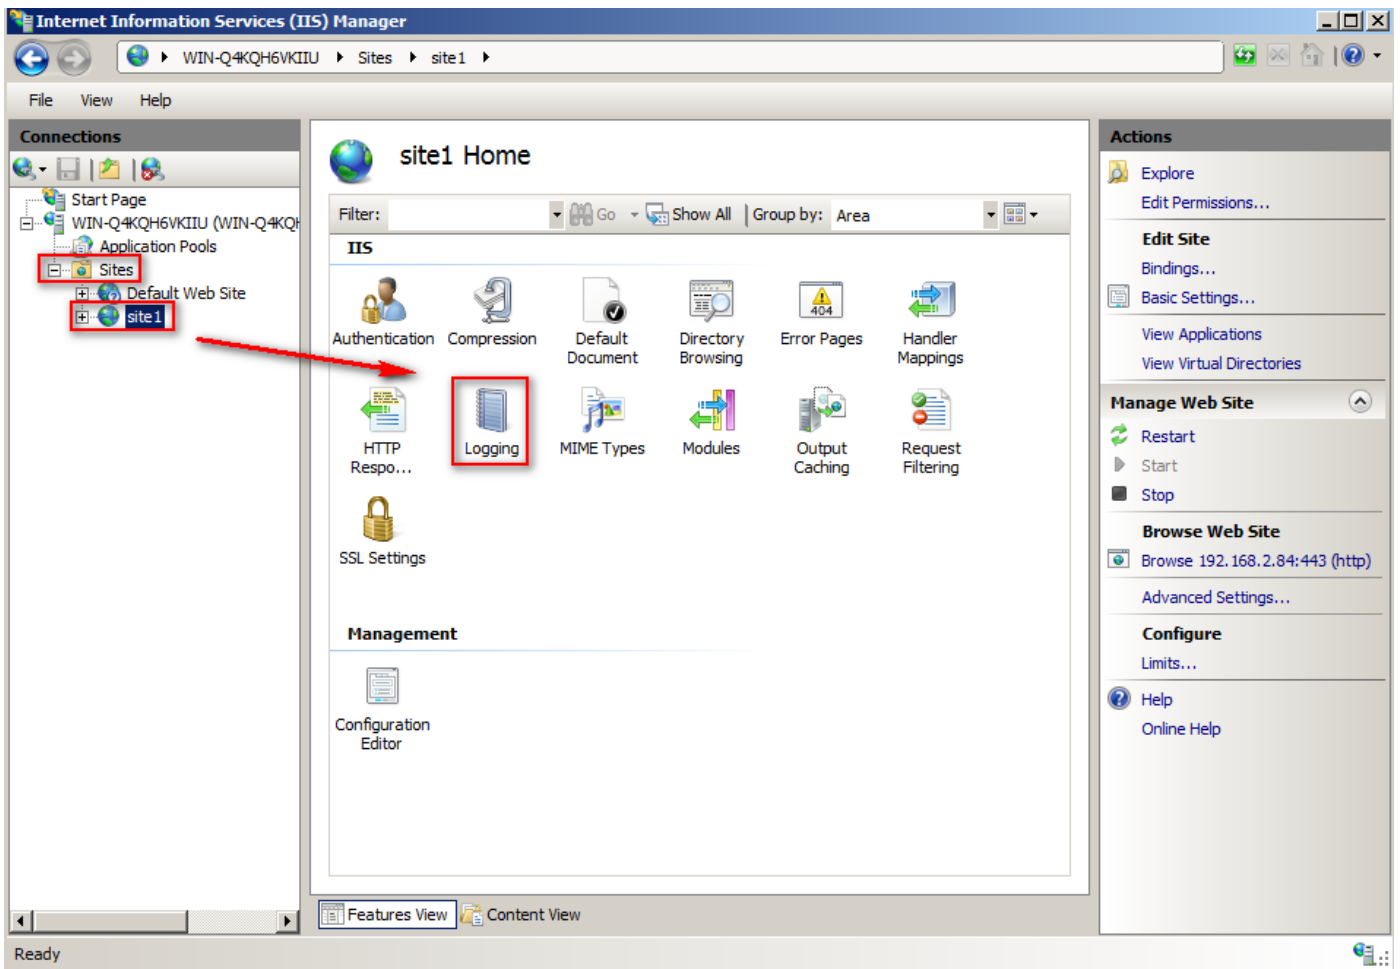 Internet Information Services (IIS) Manager
WIN-Q4KQH6VKIIU Sites site1
File View Help
Connections
Start Page
WIN-Q4KQH6VKIIU (WIN-Q4KQH
Application Pools
Sites
Default Web Site
site1
site1 Home
Filter: Go Show All Group by: Area
IIS
Authentication Compression Default Directory Error Pages Handler
Document Browsing Mappings
404
HTTP Logging MIME Types Modules Output Request
Respo... Caching Filtering
SSL Settings
Management
Configuration
Editor
Features View Content View
Actions
Explore
Edit Permissions...
Edit Site
Bindings...
Basic Settings...
View Applications
View Virtual Directories
Manage Web Site
Restart
Start
Stop
Browse Web Site
Browse 192.168.2.84:443 (http)
Advanced Settings...
Configure
Limits...
Help
Online Help
Ready